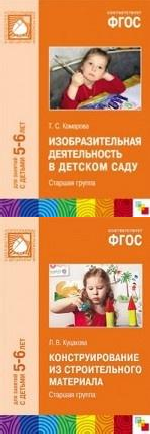 СООТВЕТСТВУЕТ
ФГОС
Т. С. Комарова
ИЗОБРАЗИТЕЛЬНАЯ
ДЕЯТЕЛЬНОСТЬ
В ДЕТСКОМ САДУ
Старшая группа
ДЛЯ ЗАНЯТИЙ
С ДЕТЬМИ 5-6 ЛЕТ
СООТВЕТСТВУЕТ
ФГОС
Л. В. Куцакова
КОНСТРУИРОВАНИЕ
ИЗ СТРОИТЕЛЬНОГО
МАТЕРИАЛА
Старшая группа
ДЛЯ ЗАНЯТИЙ
С ДЕТЬМИ 5-6 ЛЕТ